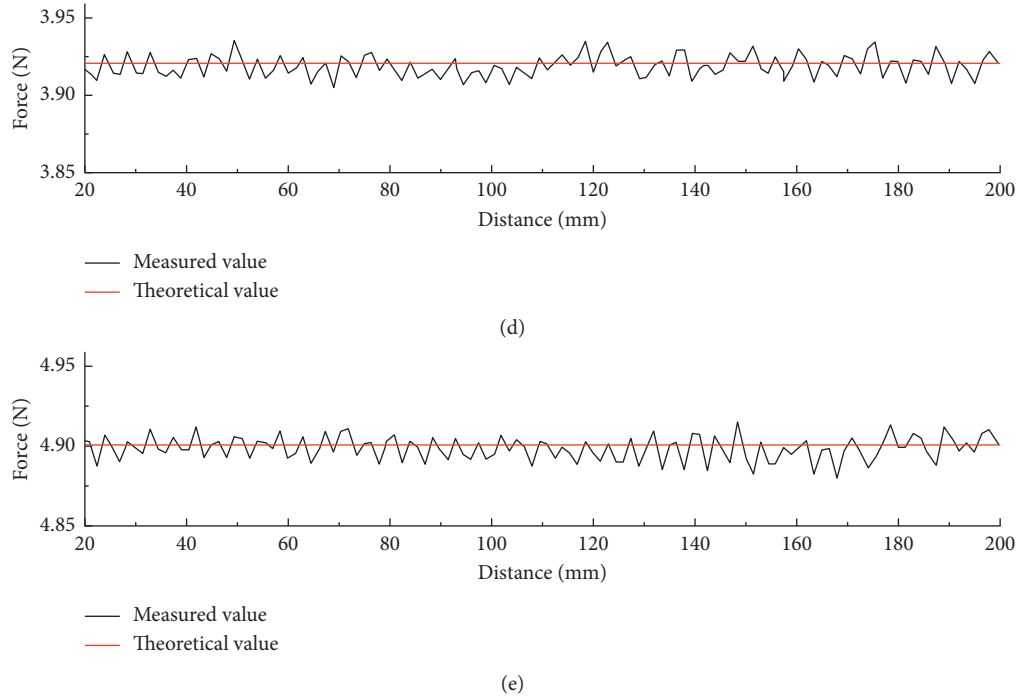 3.95
3.90
3.85
Force (N)
20 40 60 80 100 120 140 160 180 200
Distance (mm)
Measured value
Theoretical value
(d)
4.95
4.90
4.85
Force (N)
20 40 60 80 100 120 140 160 180 200
Distance (mm)
Measured value
Theoretical value
(e)